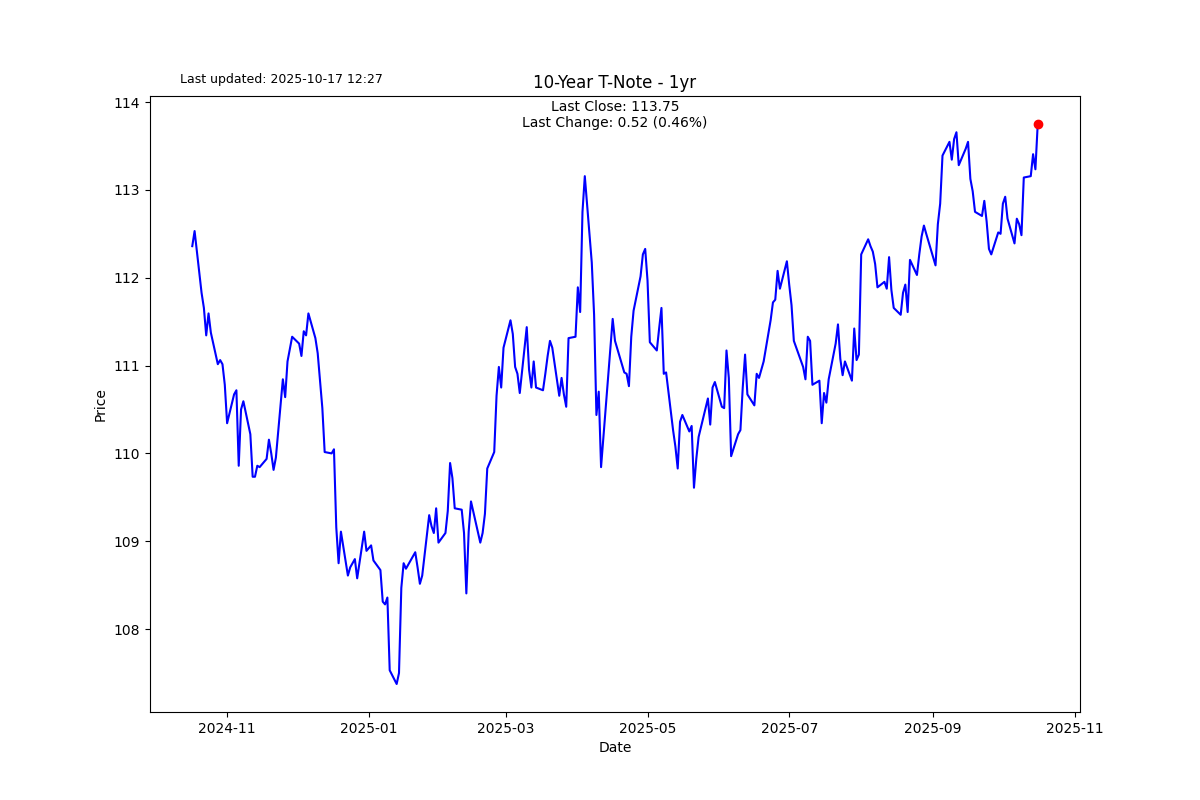 Last updated: 2025-10-17 12:27
10-Year T-Note - 1yr
Last Close: 113.75
Last Change: 0.52 (0.46%)
114
113
112
111
110
109
108
Price
2024-11
2025-01
2025-03
2025-05
2025-07
2025-09
2025-11
Date